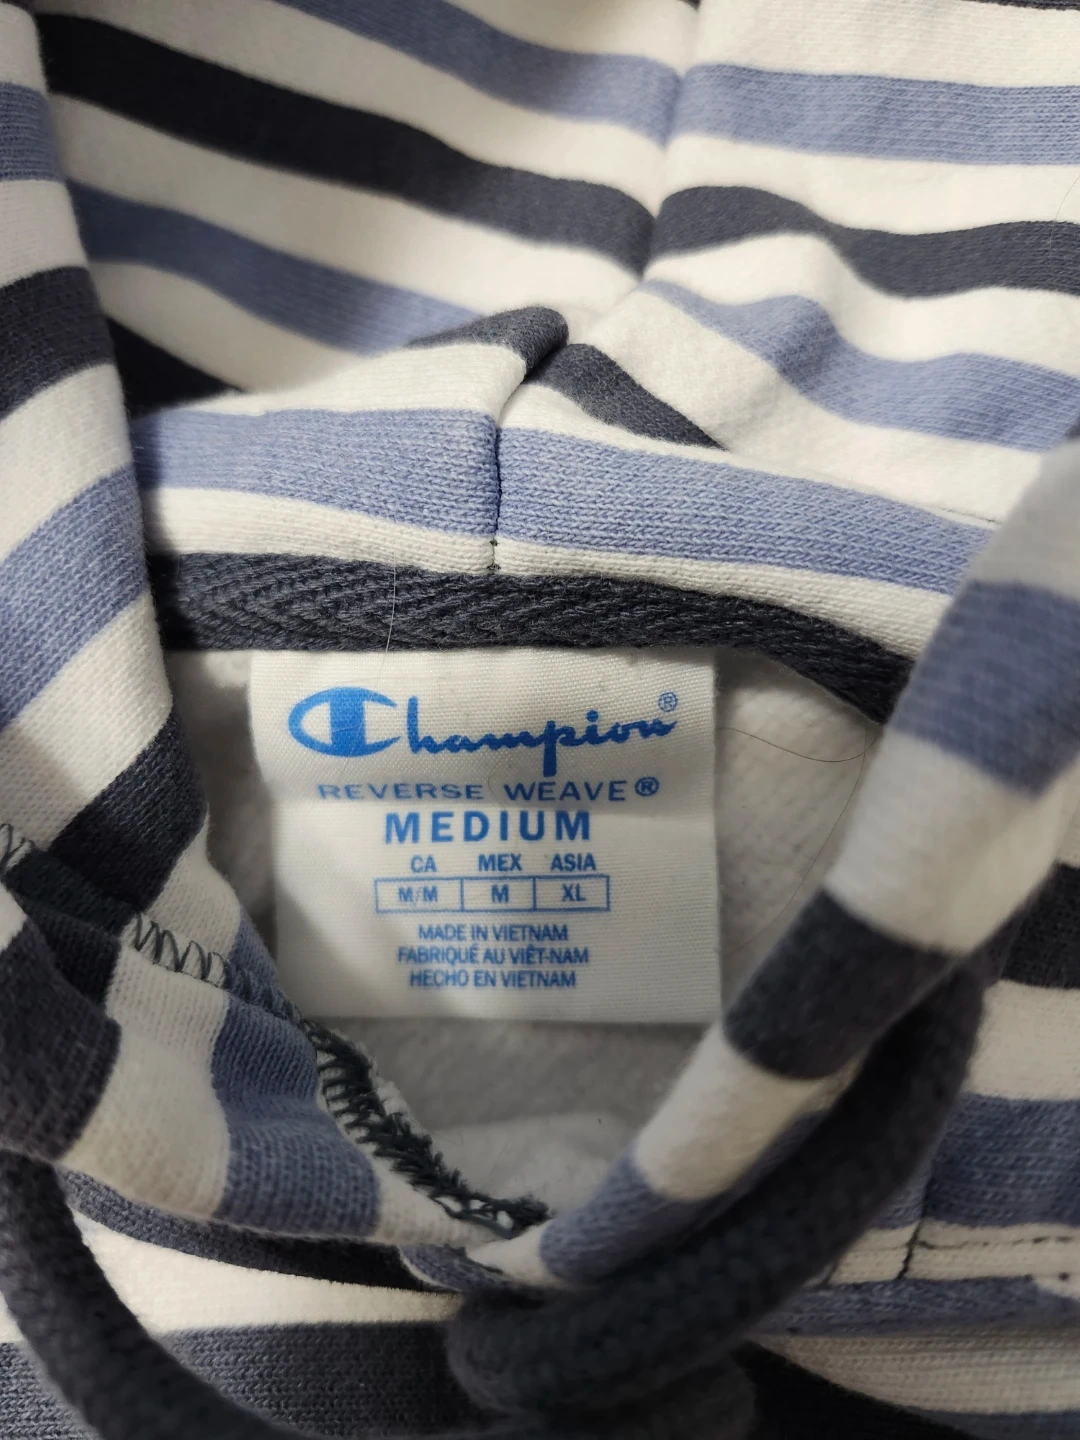 Champion®
REVERSE WEAVE®
MEDIUM
CA MEX ASIA
M/M M XL
MADE IN VIETNAM
FABRIQUÉ AU VIÊT-NAM
HECHO EN VIETNAM